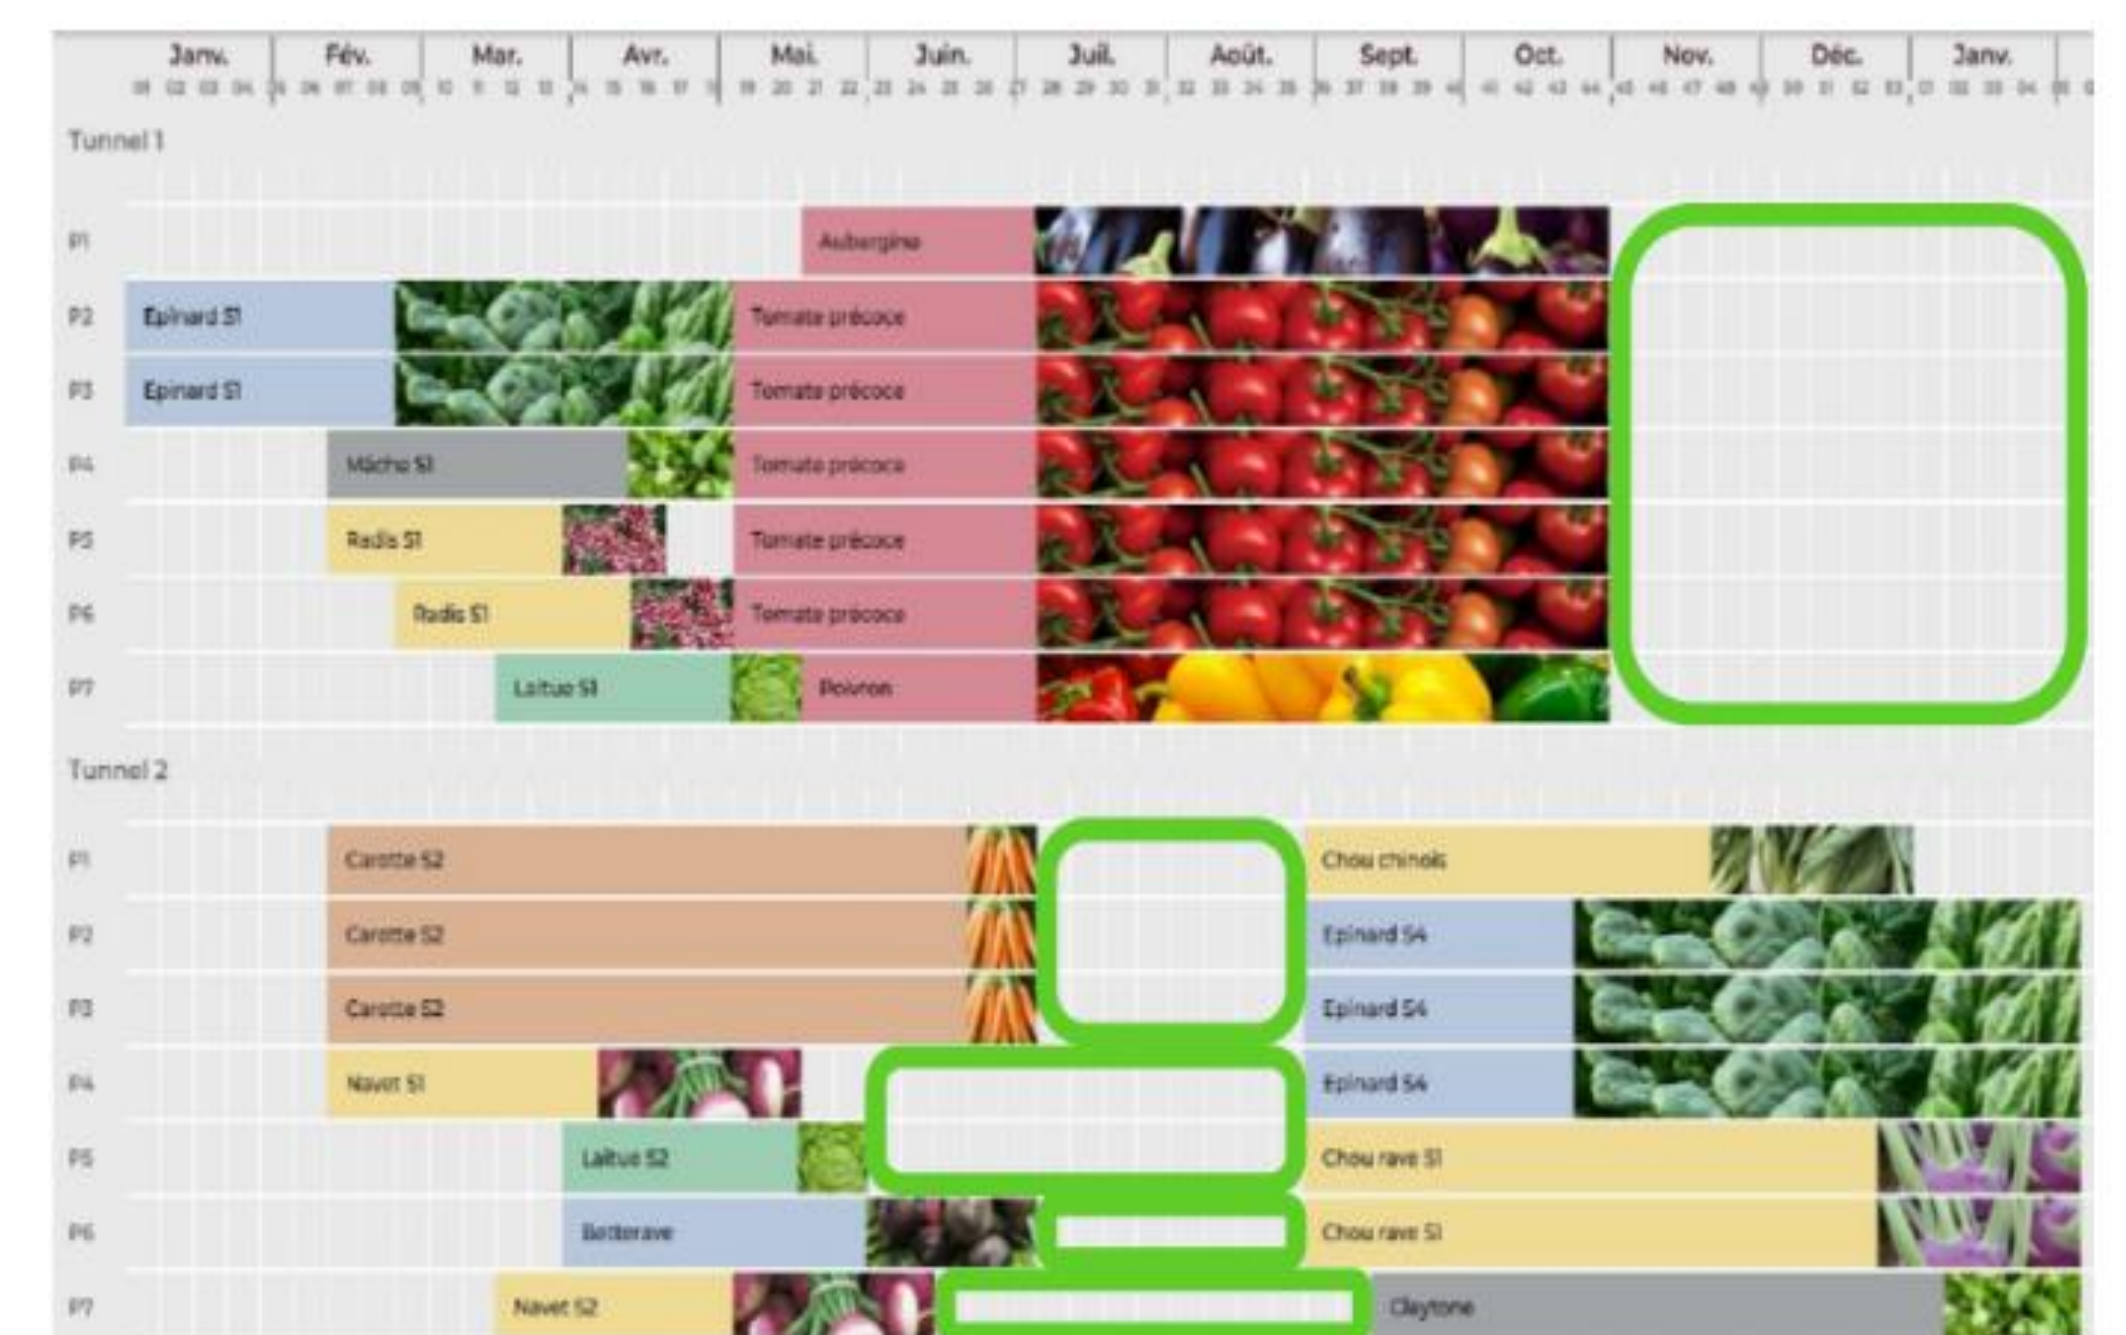 Janv. Fév. Mar. Avr. Mai. Juin. Juil. Août. Sept. Oct. Nov. Déc. Janv.
Tunnel 1
P1 Aubergine
P2 Epinard S1 Tomate précoce
P3 Epinard S1 Tomate précoce
P4 Mâche S1 Tomate précoce
P5 Radis S1 Tomate précoce
P6 Radis S1 Tomate précoce
P7 Laitue S1 Poivron
Tunnel 2
P1 Carotte S2 Chou chinois
P2 Carotte S2 Epinard S4
P3 Carotte S2 Epinard S4
P4 Navet S1 Epinard S4
P5 Laitue S2 Chou rave S1
P6 Betterave Chou rave S1
P7 Navet S2 Claytone